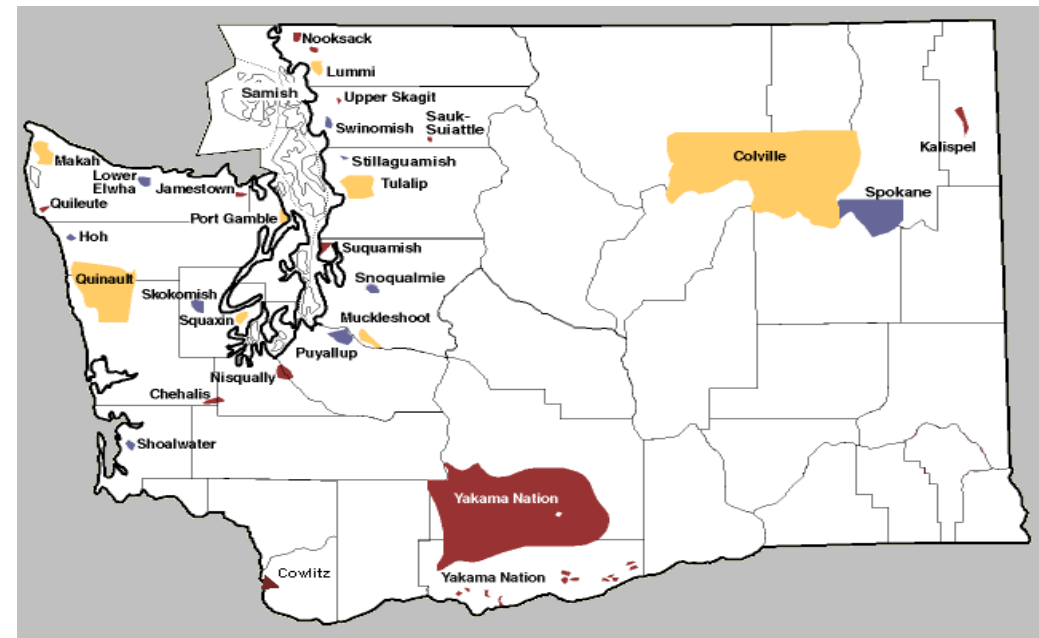 Nooksack
Lummi
Samish
Upper Skagit
Swinomish
Sauk-
Suiattle
Kalispel
Makah
Lower
Elwha
Jamestown
Stillaguamish
Tulalip
Colville
Spokane
Quileute
Port Gamble
Hoh
Suquamish
Quinault
Snoqualmie
Skokomish
Squaxin
Muckleshoot
Puyallup
Nisqually
Chehalis
Shoalwater
Yakama Nation
Cowlitz
Yakama Nation